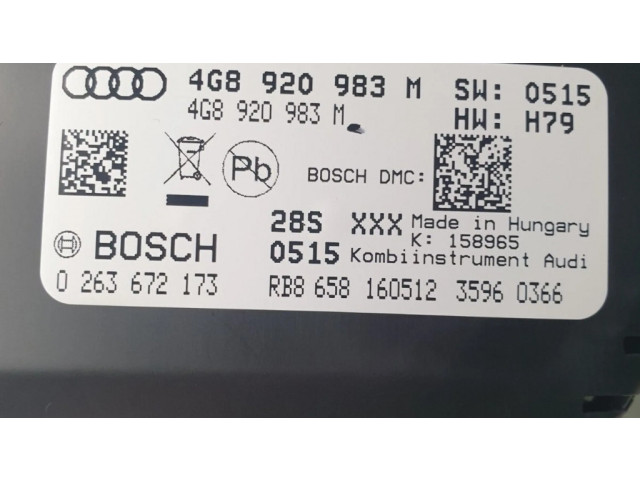 4G8 920 983 M SW: 0515
4G8 920 983 M HW: H79
Pb
BOSCH DMC:
28S XXX Made in Hungary
K: 158965
BOSCH 0515 Kombiinstrument Audi
0 263 672 173 RB8 658 160512 3596 0366